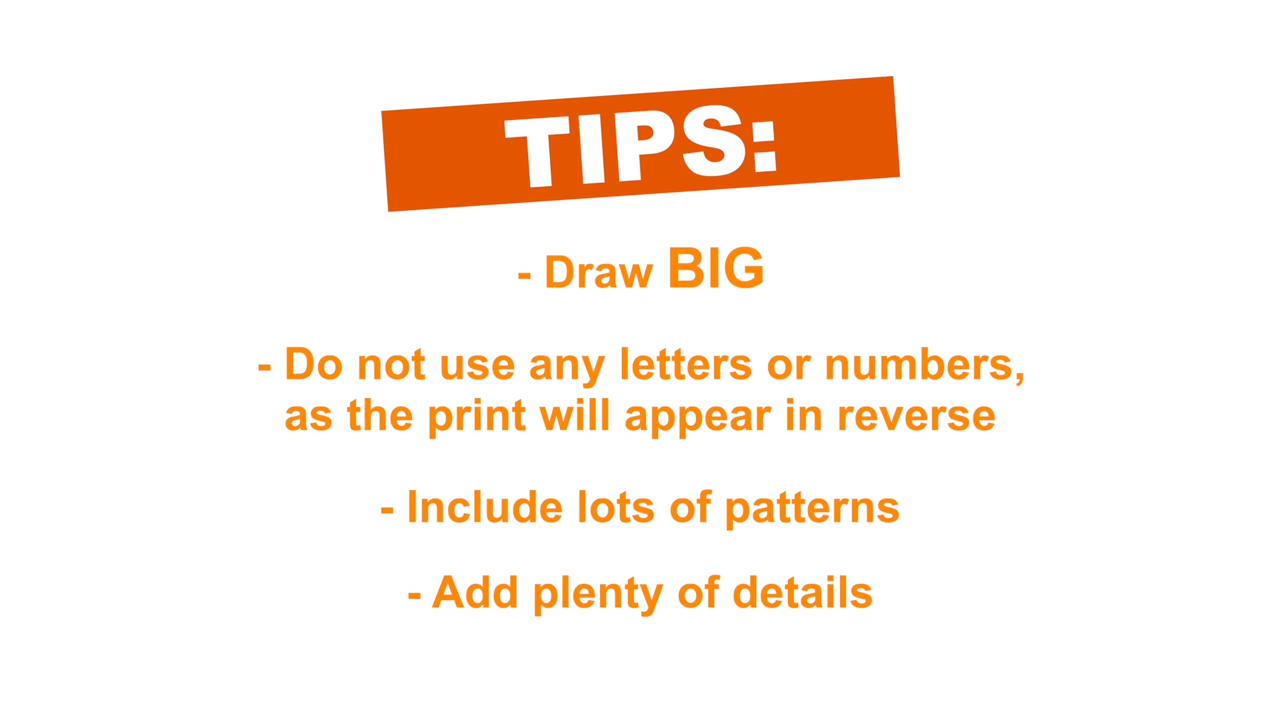 TIPS:
- Draw BIG
- Do not use any letters or numbers,
as the print will appear in reverse
- Include lots of patterns
- Add plenty of details